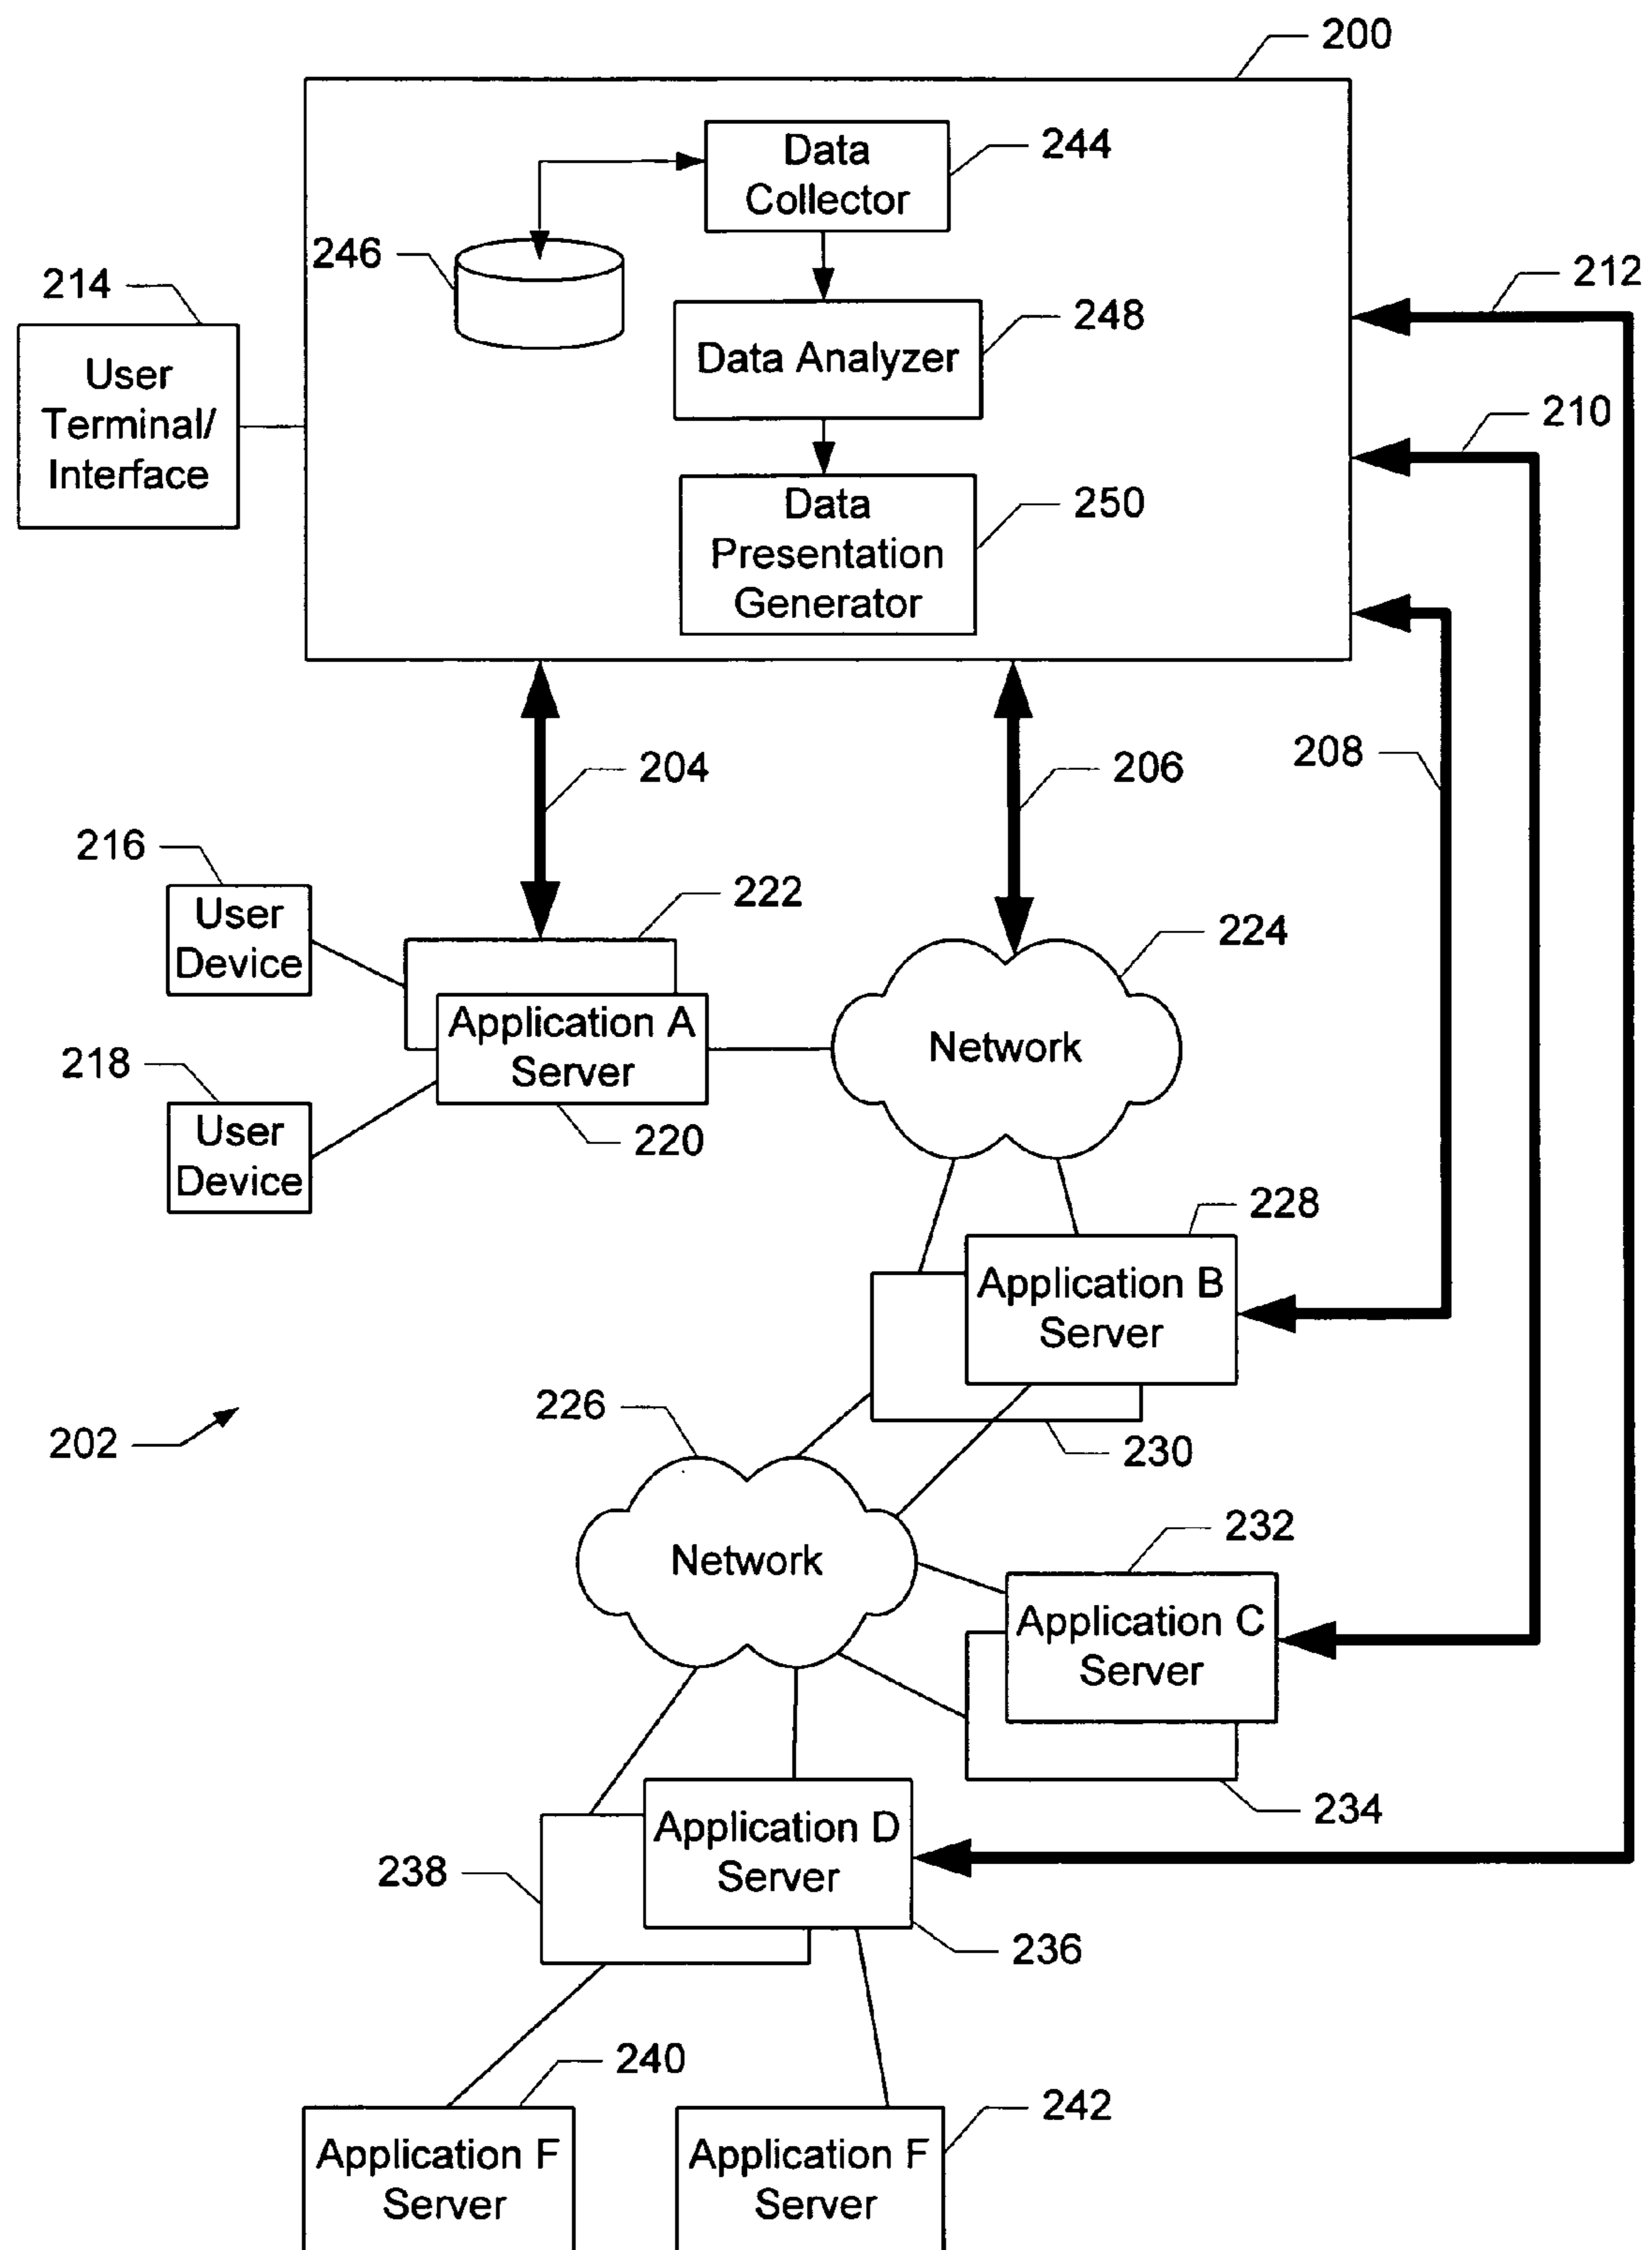 200
Data
Collector
244
246
214
212
User
Terminal/
Interface
Data Analyzer
248
210
Data
Presentation
Generator
250
204
206
208
216
User
Device
222
224
Application A
Server
Network
218
User
Device
220
228
Application B
Server
226
202
230
Network
232
Application C
Server
234
Application D
Server
238
236
240
242
Application F
Server
Application F
Server